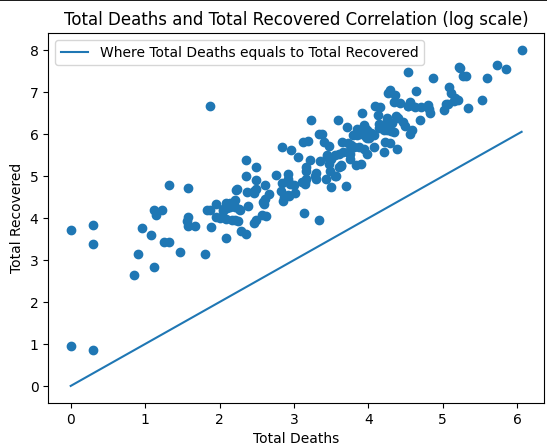 Total Deaths and Total Recovered Correlation (log scale)
Where Total Deaths equals to Total Recovered
8
7
6
5
4
3
2
1
0
Total Recovered
0 1 2 3 4 5 6
Total Deaths